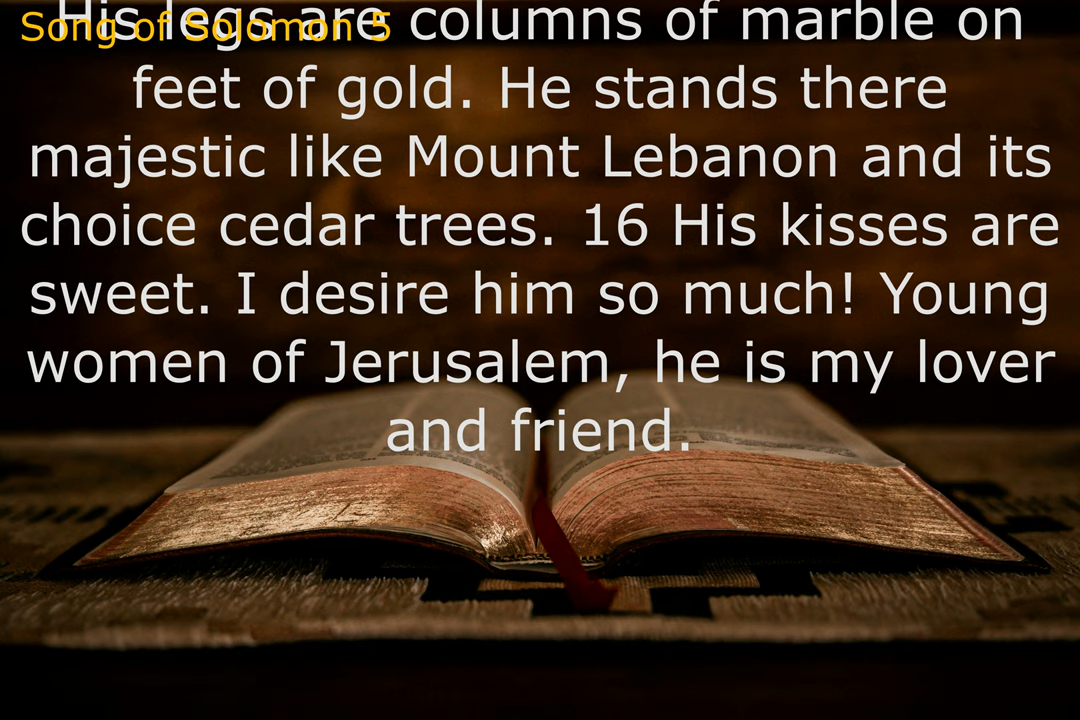 Song of Solomon 5
His legs are columns of marble on
feet of gold. He stands there
majestic like Mount Lebanon and its
choice cedar trees. 16 His kisses are
sweet. I desire him so much! Young
women of Jerusalem, he is my lover
and friend.